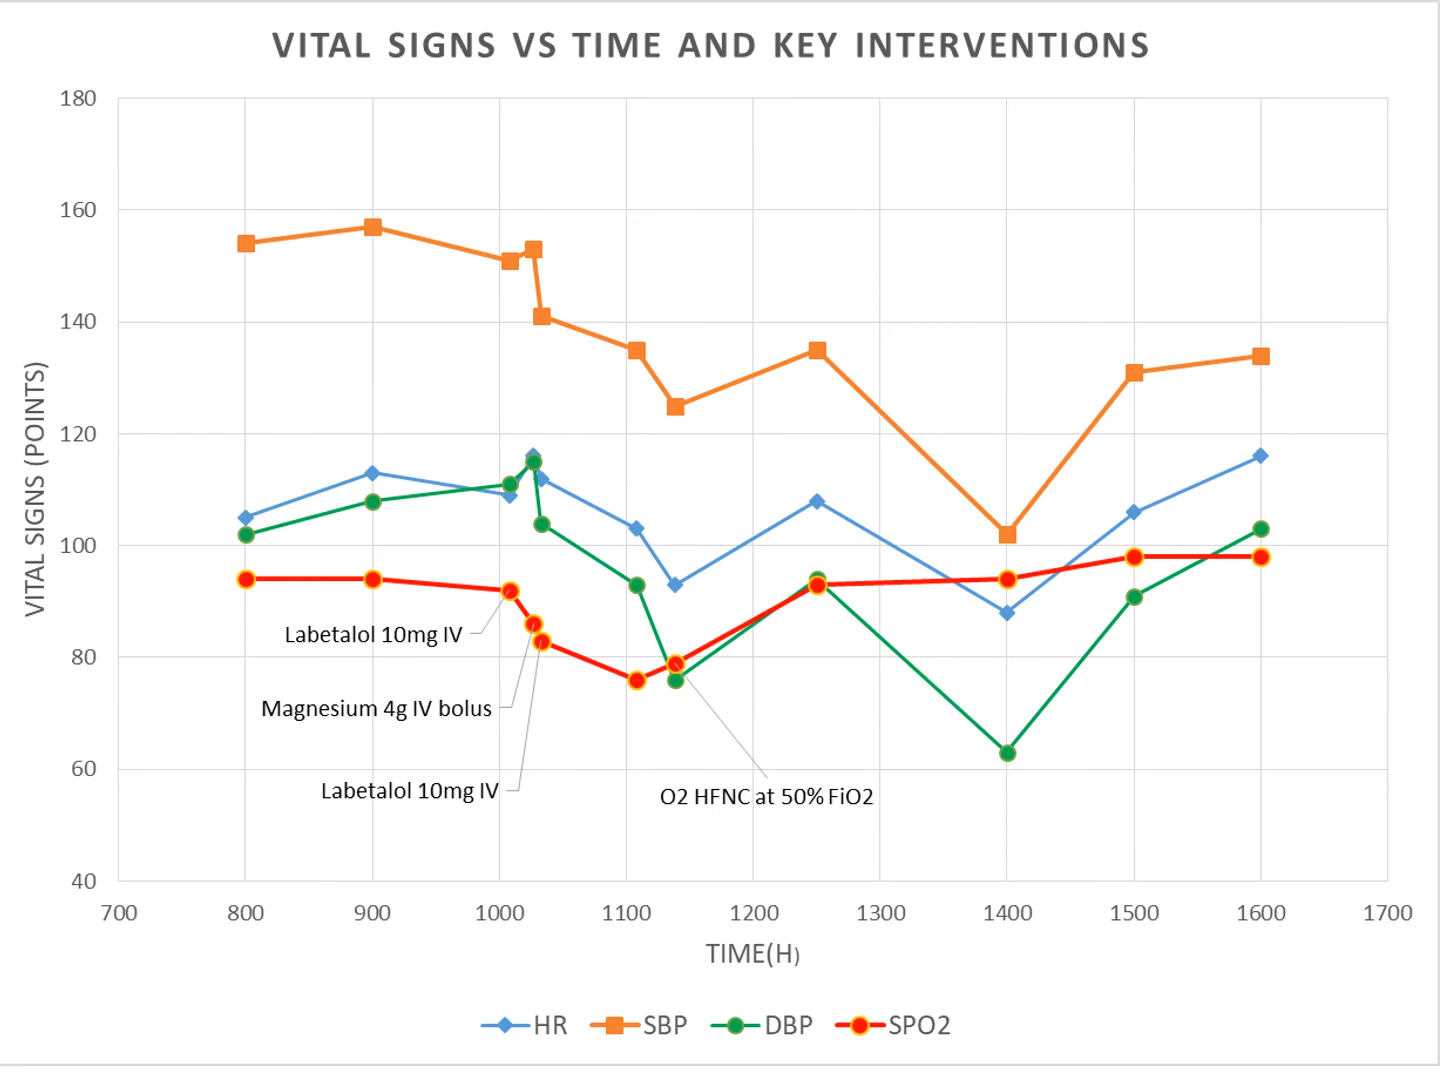 VITAL SIGNS VS TIME AND KEY INTERVENTIONS
180
160
140
120
100
80
60
40
VITAL SIGNS (POINTS)
Labetalol 10mg IV
Magnesium 4g IV bolus
Labetalol 10mg IV
O2 HFNC at 50% FiO2
700 800 900 1000 1100 1200 1300 1400 1500 1600 1700
TIME(H)
HR SBP DBP SPO2